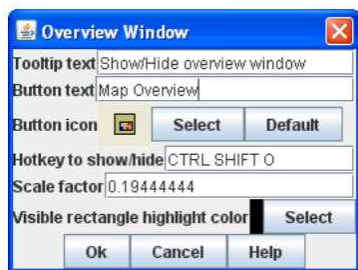 Overview Window
Tooltip text Show/Hide overview window
Button text Map Overview
Button icon Select Default
Hotkey to show/hide CTRL SHIFT O
Scale factor 0.19444444
Visible rectangle highlight color Select
Ok Cancel Help